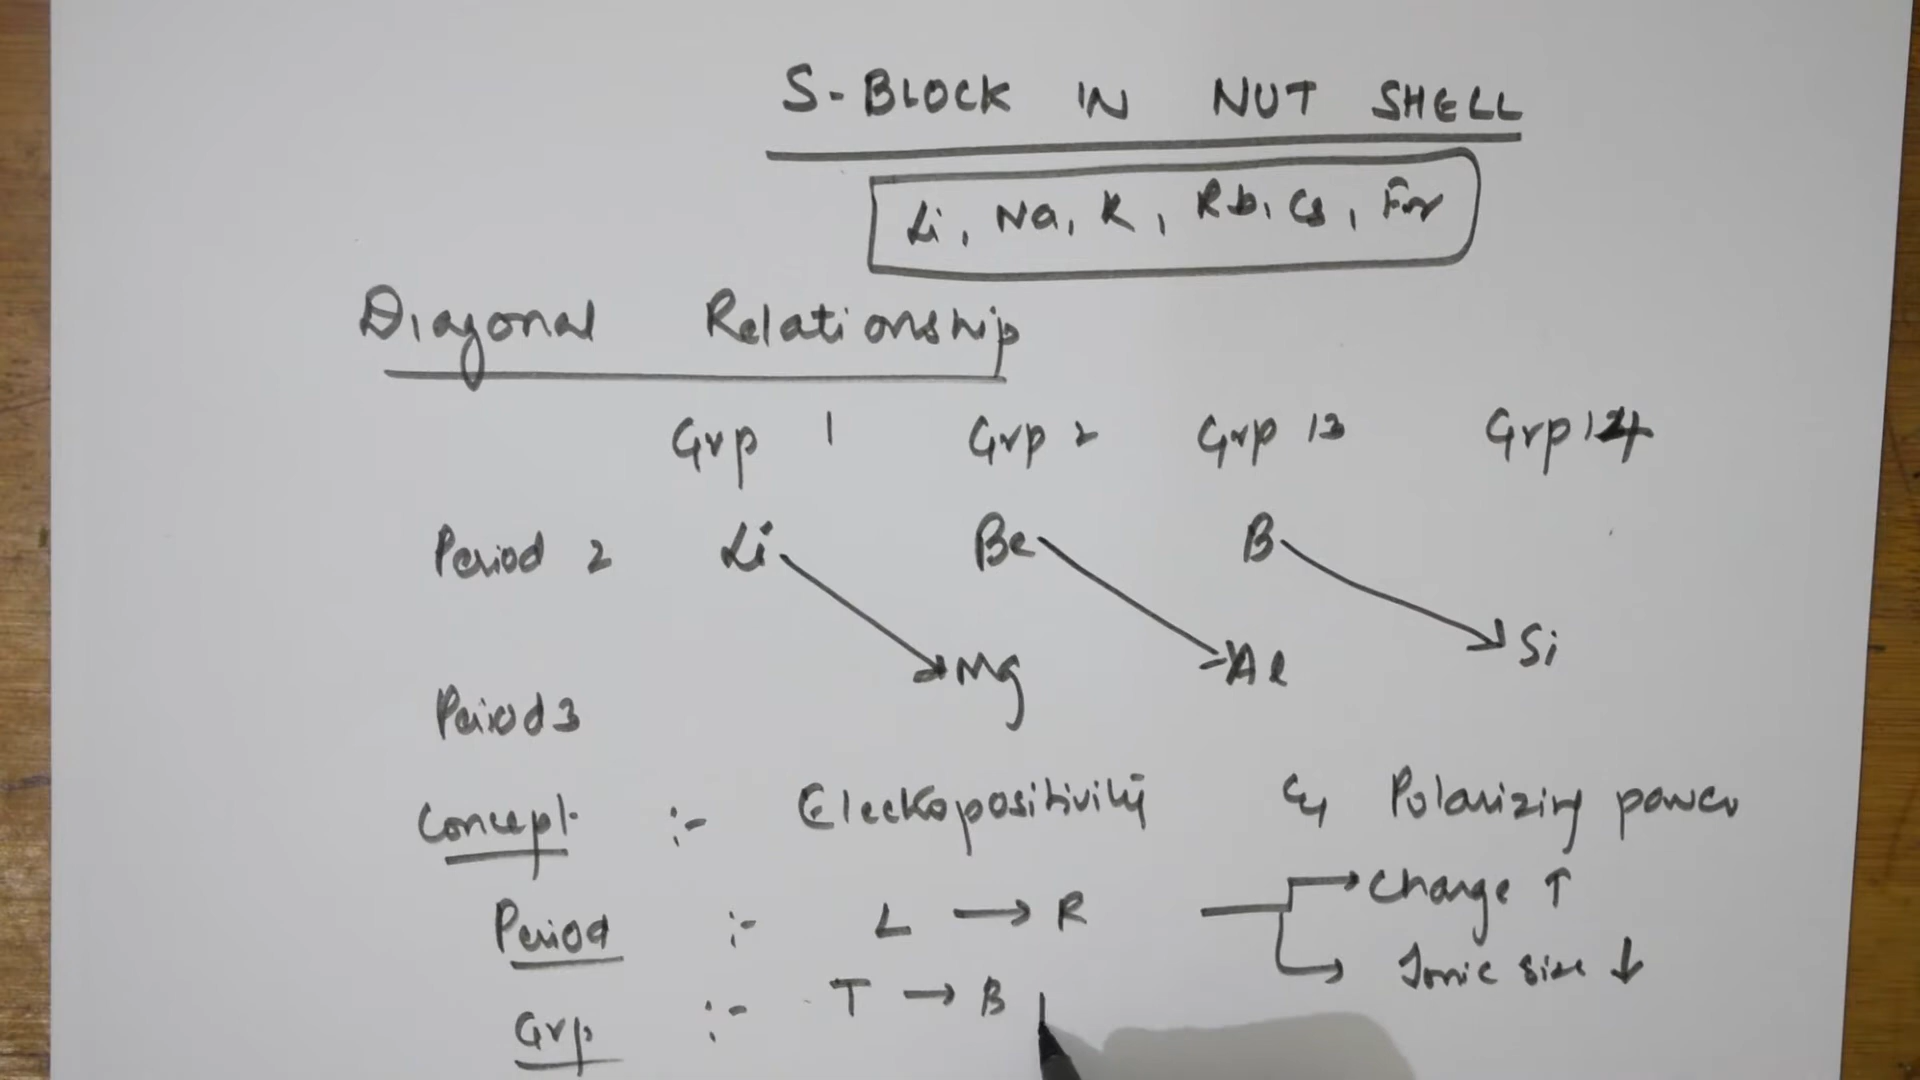 S-BLOCK IN NUT SHELL
Li, Na, K, Rb, Cs, Fr
Diagonal Relationship
Grp 1 Grp 2 Grp 13 Grp 14
Period 2 Li Be B
Mg Al Si
Period 3
Concept :- Electropositivity & Polarizing power
Period :- L → R Charge ↑
Ionic size ↓
Grp :- T → B